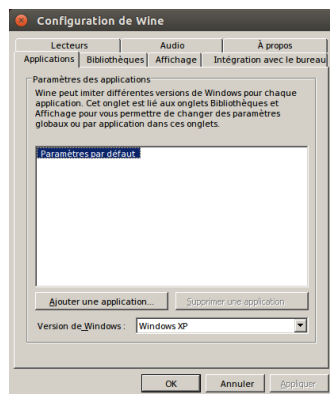 Configuration de Wine
Lecteurs Audio À propos
Applications Bibliothèques Affichage Intégration avec le bureau
Paramètres des applications
Wine peut imiter différentes versions de Windows pour chaque
application. Cet onglet est lié aux onglets Bibliothèques et
Affichage pour vous permettre de changer des paramètres
globaux ou par application dans ces onglets.
Paramètres par défaut
Ajouter une application... Supprimer une application
Version de Windows : Windows XP
OK Annuler Appliquer